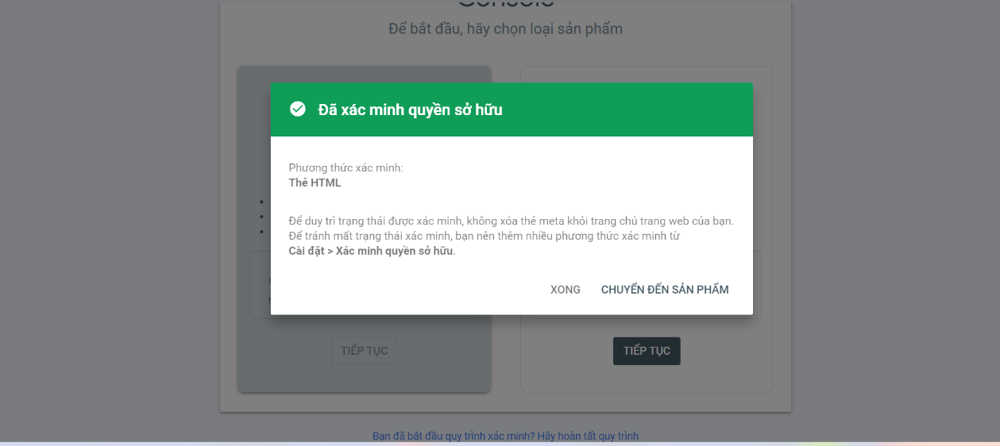 Để bắt đầu, hãy chọn loại sản phẩm
Đã xác minh quyền sở hữu
Phương thức xác minh:
Thẻ HTML
Để duy trì trạng thái được xác minh, không xóa thẻ meta khỏi trang chủ trang web của bạn.
Để tránh mất trạng thái xác minh, bạn nên thêm nhiều phương thức xác minh từ
Cài đặt > Xác minh quyền sở hữu.
XONG CHUYỂN ĐẾN SẢN PHẨM
TIẾP TỤC TIẾP TỤC
Bạn đã bắt đầu quy trình xác minh? Hãy hoàn tất quy trình